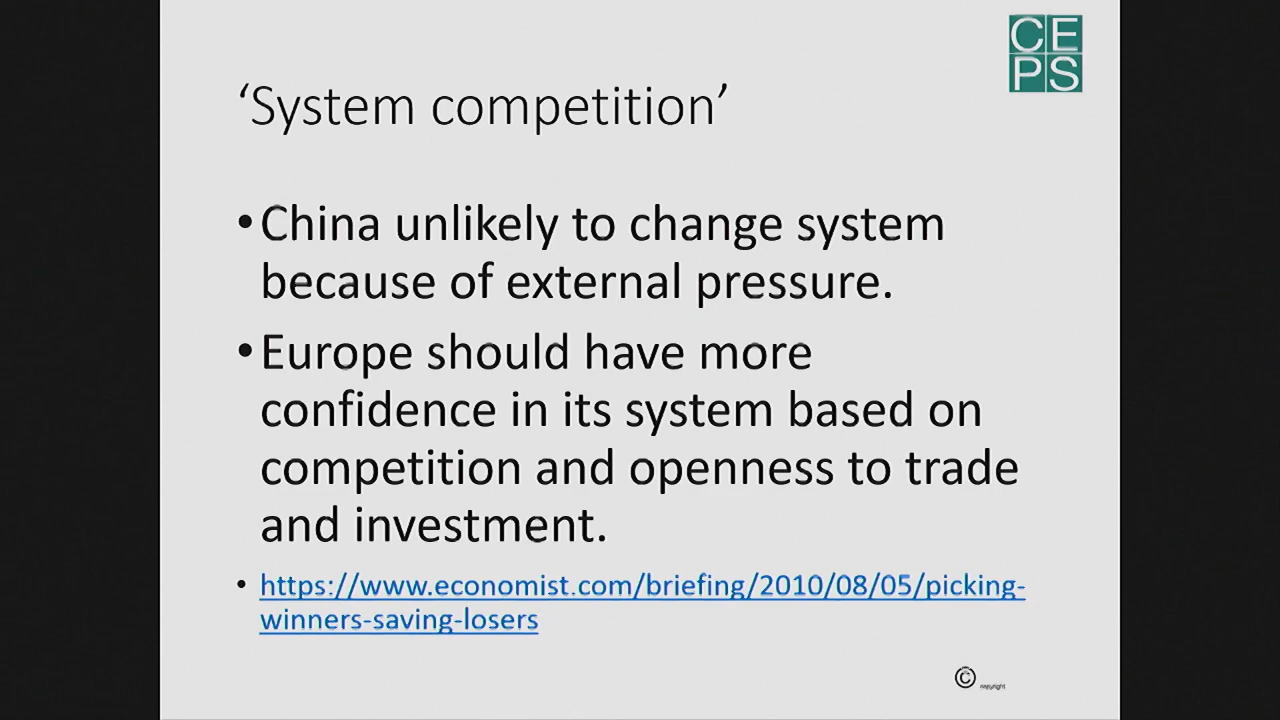 CE
PS
‘System competition’
•China unlikely to change system
because of external pressure.
•Europe should have more
confidence in its system based on
competition and openness to trade
and investment.
• https://www.economist.com/briefing/2010/08/05/picking-
winners-saving-losers
© copyright